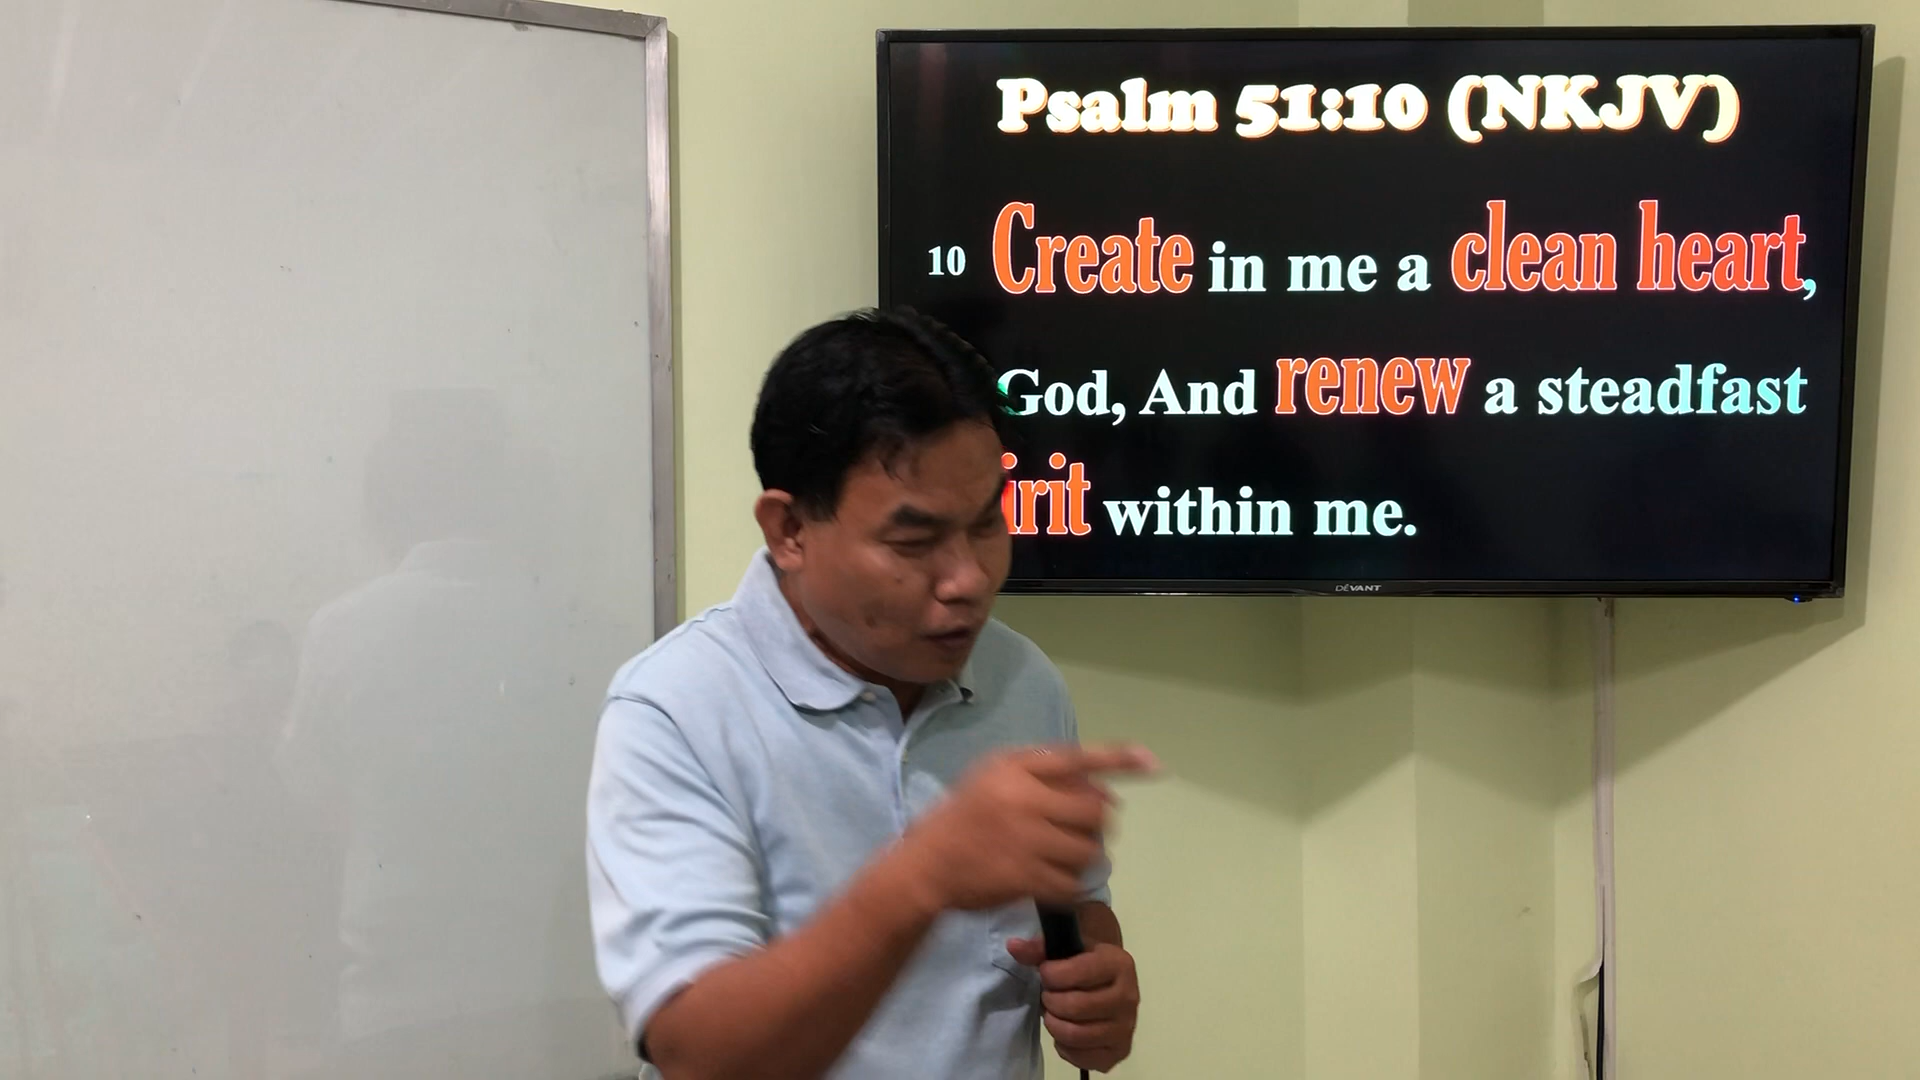 Psalm 51:10 (NKJV)
10 Create in me a clean heart,
God, And renew a steadfast
irit within me.
DEVANT